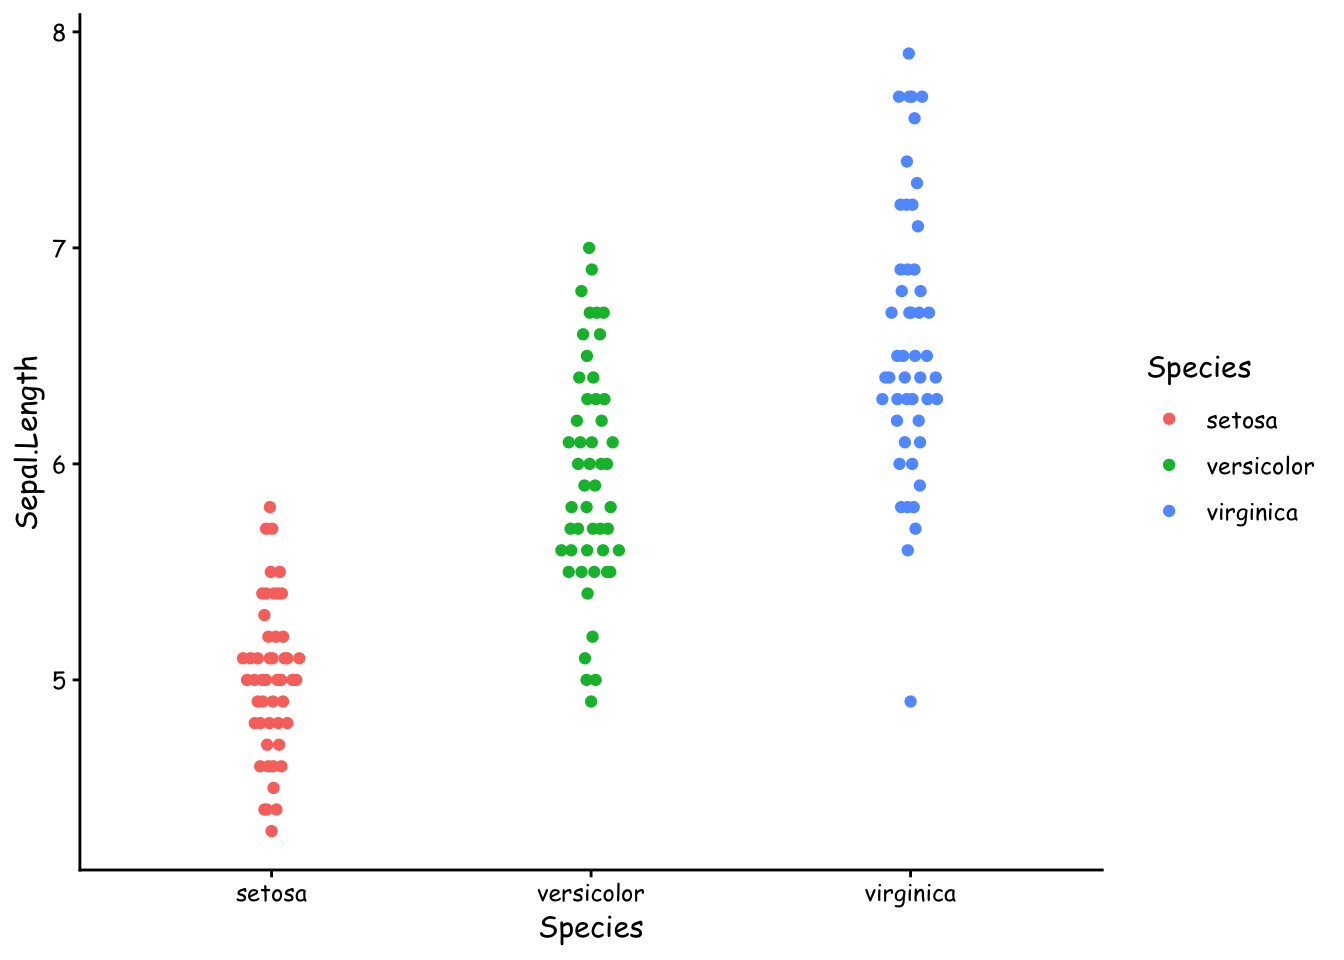 8
7
6
5
Sepal.Length
setosa
versicolor
virginica
Species
Species
setosa
versicolor
virginica